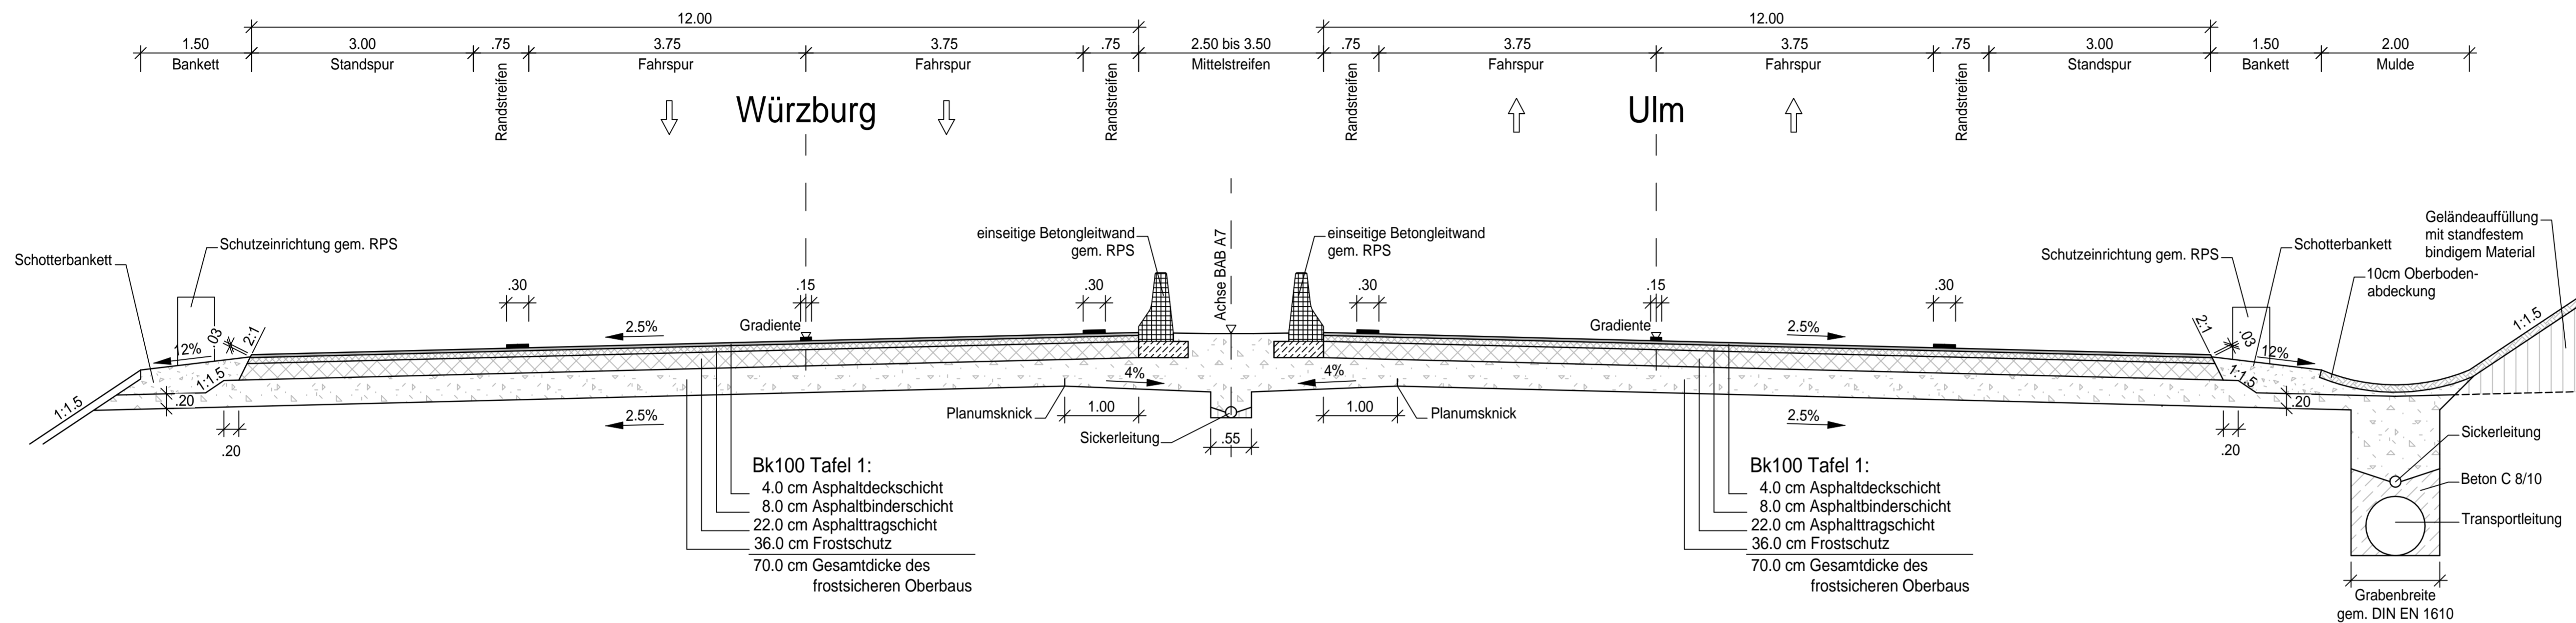 12.00
12.00
1.50
3.00
.75
3.75
3.75
.75
2.50 bis 3.50
.75
3.75
3.75
.75
3.00
1.50
2.00
Bankett
Standspur
Randstreifen
Fahrspur
Fahrspur
Randstreifen
Mittelstreifen
Randstreifen
Fahrspur
Fahrspur
Randstreifen
Standspur
Bankett
Mulde
Würzburg
Ulm
Schotterbankett
Schutzeinrichtung gem. RPS
einseitige Betongleitwand
gem. RPS
Achse BAB A7
einseitige Betongleitwand
gem. RPS
Schutzeinrichtung gem. RPS
Schotterbankett
Geländeauffüllung
mit standfestem
bindigem Material
10cm Oberboden-
abdeckung
.30
.15
.30
.30
.15
.30
12%
.03
2:1
2.5%
Gradiente
Gradiente
2.5%
2:1
.03
12%
1:1.5
1:1.5
1:1.5
.20
.20
2.5%
4%
4%
1:1.5
.20
.20
2.5%
Planumsknick
1.00
Sickerleitung
.55
1.00
Planumsknick
Bk100 Tafel 1:
4.0 cm Asphaltdeckschicht
8.0 cm Asphaltbinderschicht
22.0 cm Asphalttragschicht
36.0 cm Frostschutz
70.0 cm Gesamtdicke des
frostsicheren Oberbaus
Bk100 Tafel 1:
4.0 cm Asphaltdeckschicht
8.0 cm Asphaltbinderschicht
22.0 cm Asphalttragschicht
36.0 cm Frostschutz
70.0 cm Gesamtdicke des
frostsicheren Oberbaus
Sickerleitung
Beton C 8/10
Transportleitung
Grabenbreite
gem. DIN EN 1610